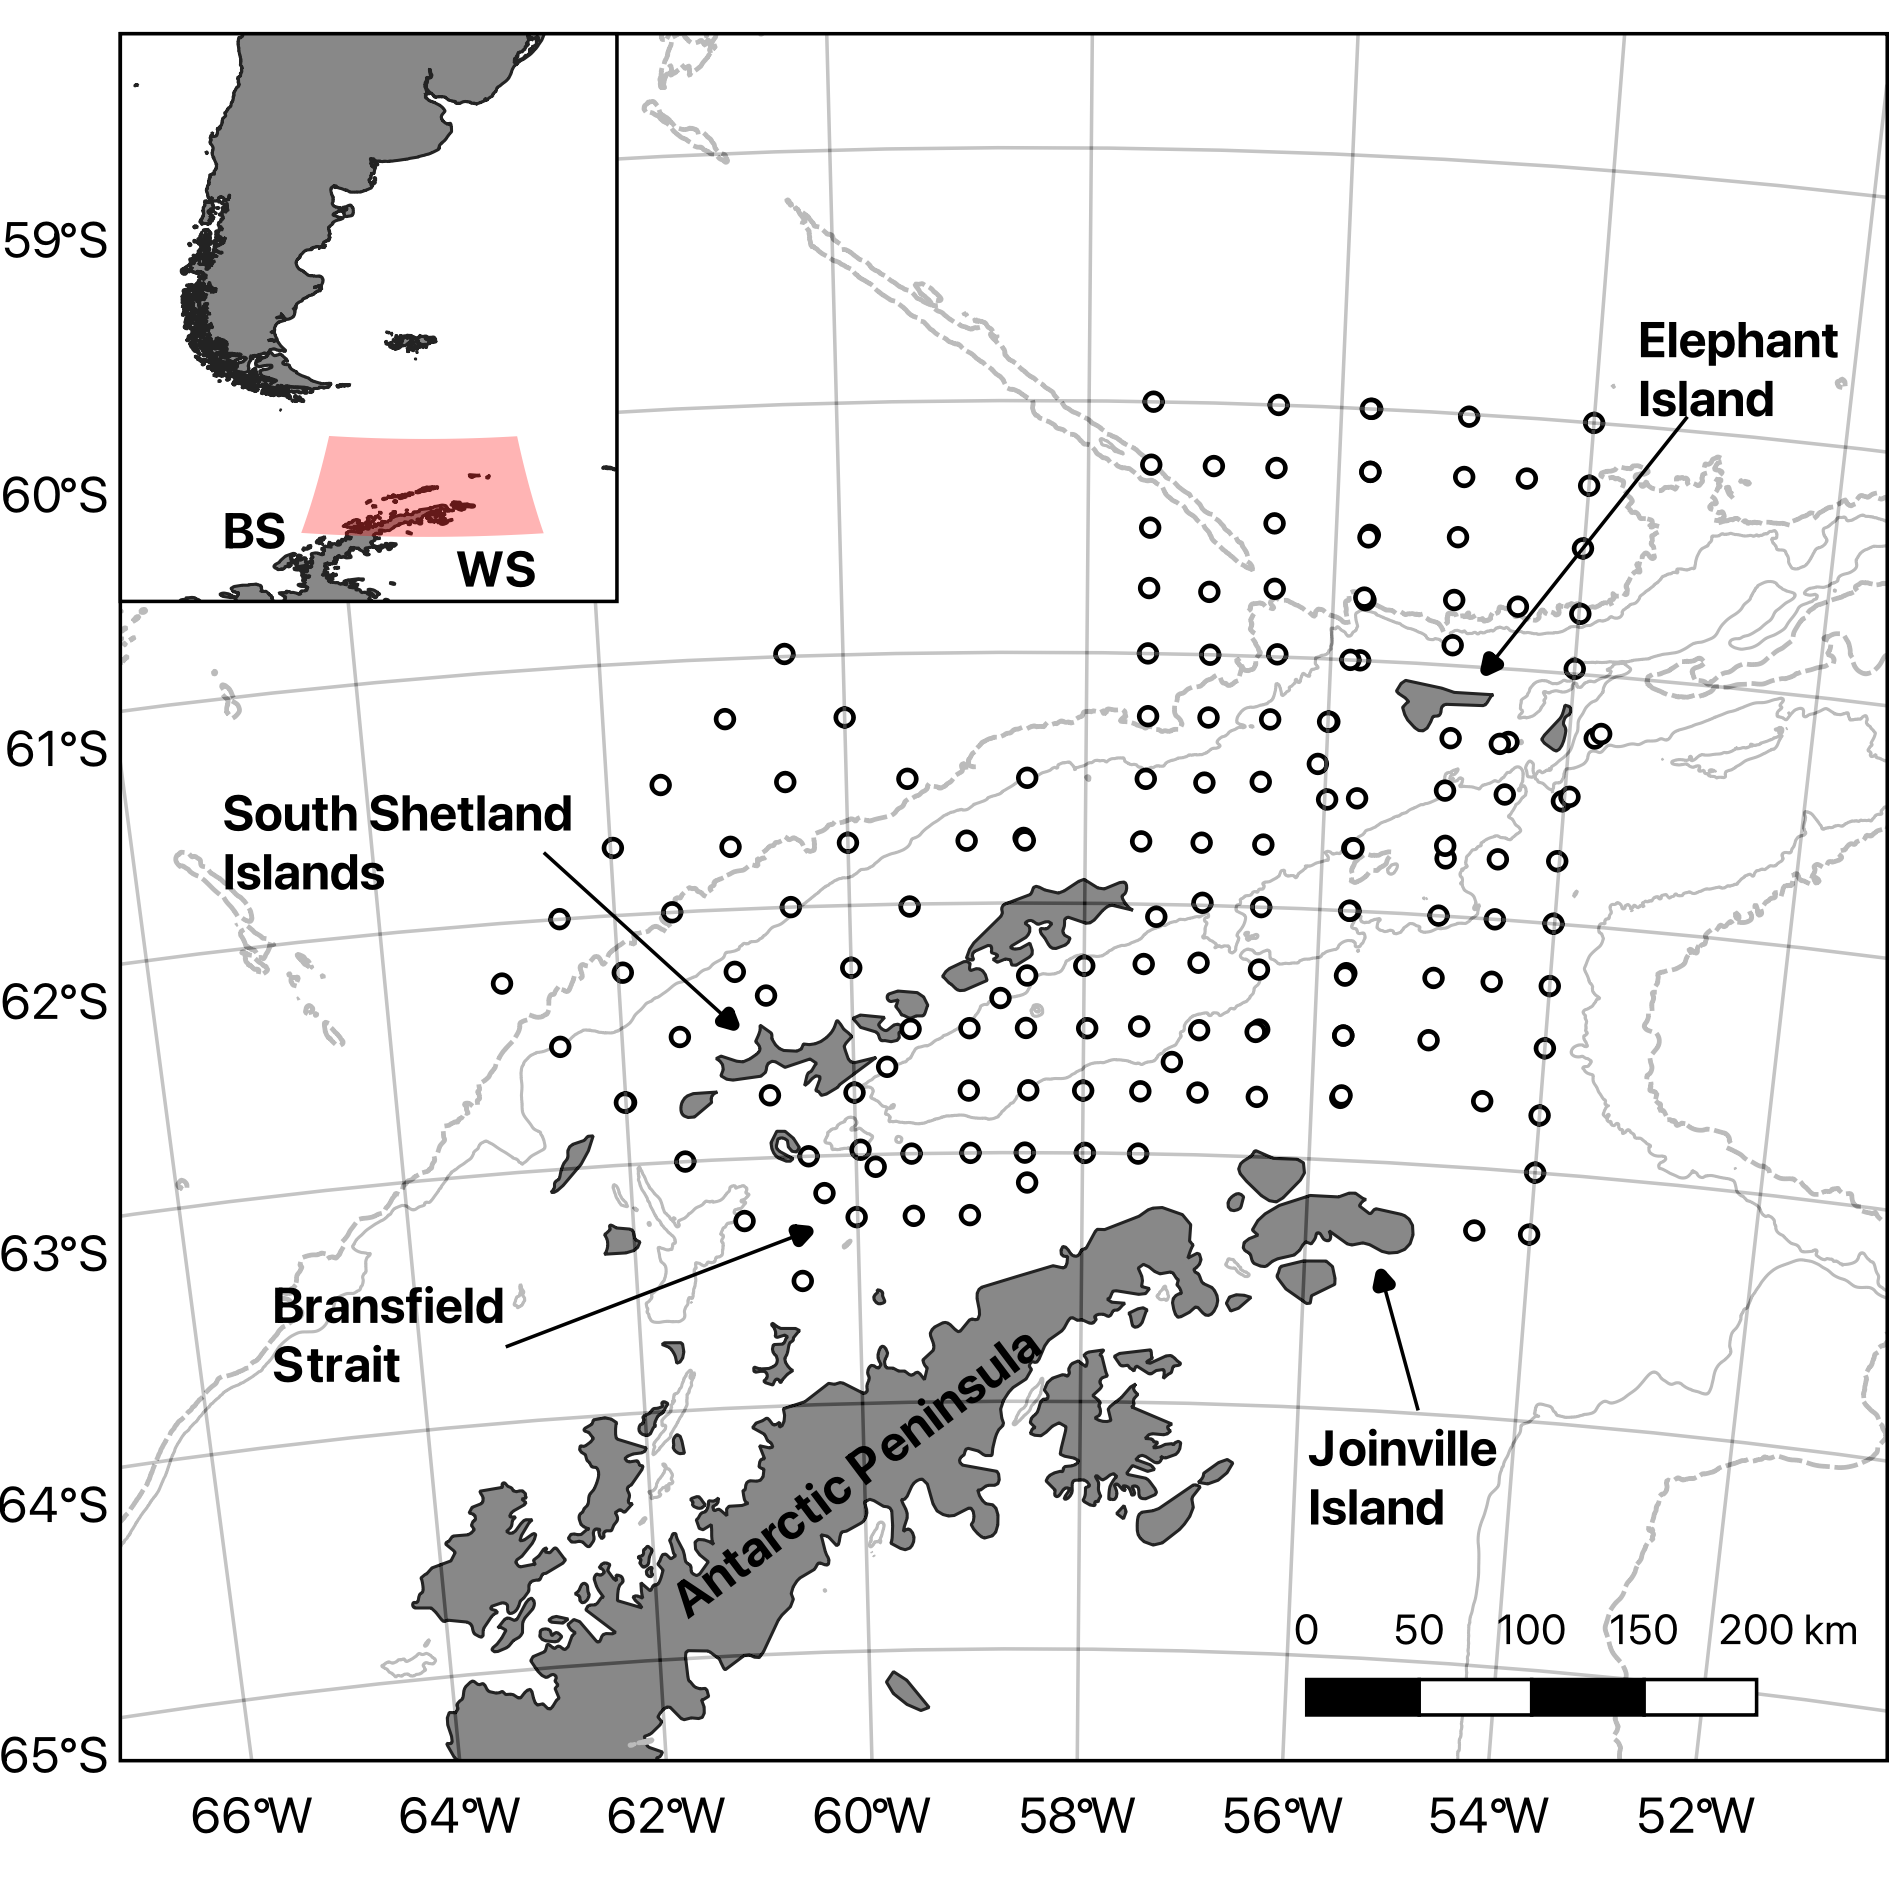 59°S
60°S
61°S
62°S
63°S
64°S
65°S
BS
WS
Elephant
Island
South Shetland
Islands
Bransfield
Strait
Antarctic Peninsula
Joinville
Island
0 50 100 150 200 km
66°W 64°W 62°W 60°W 58°W 56°W 54°W 52°W